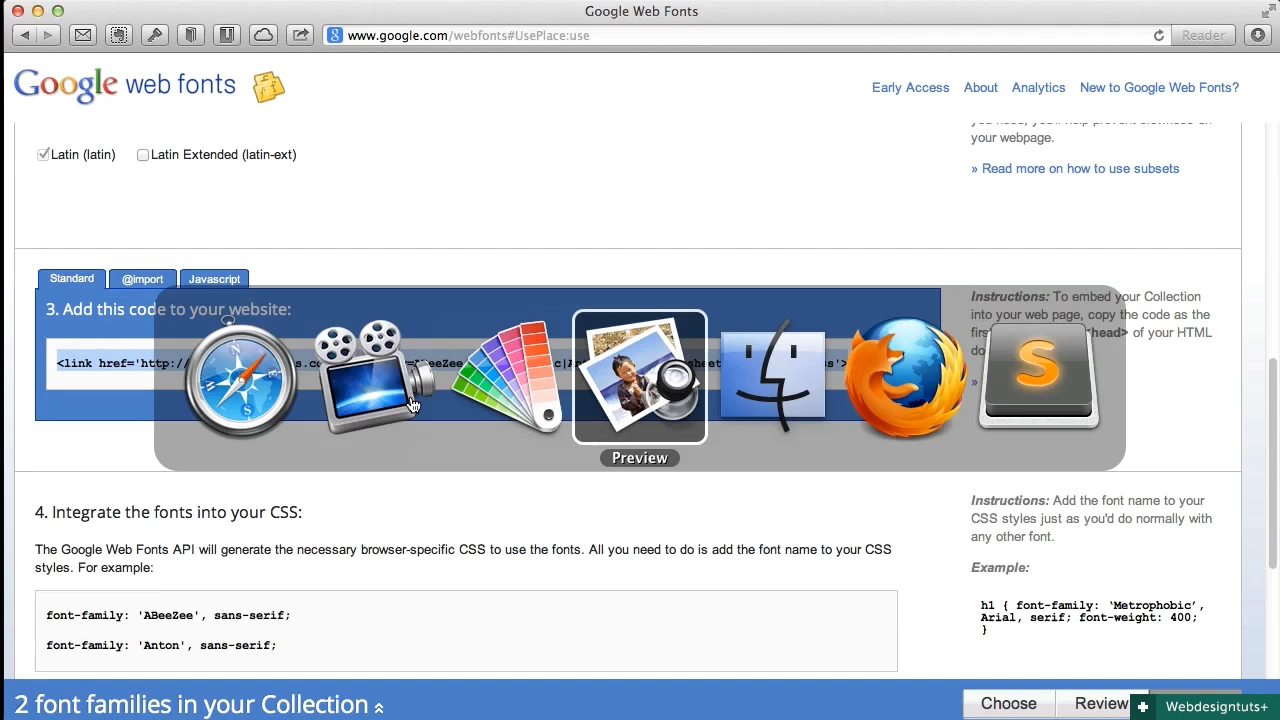 Google Web Fonts
www.google.com/webfonts#UsePlace:use
Reader
Google web fonts
Early Access About Analytics New to Google Web Fonts?
your webpage.
Latin (latin) Latin Extended (latin-ext)
» Read more on how to use subsets
Standard @import Javascript
3. Add this code to your website:
<link href='http://
Instructions: To embed your Collection
into your web page, copy the code as the
<head> of your HTML
»
Preview
4. Integrate the fonts into your CSS:
The Google Web Fonts API will generate the necessary browser-specific CSS to use the fonts. All you need to do is add the font name to your CSS
styles. For example:
font-family: 'ABeeZee', sans-serif;
font-family: 'Anton', sans-serif;
Instructions: Add the font name to your
CSS styles just as you'd do normally with
any other font.
Example:
h1 { font-family: ‘Metrophobic’,
Arial, serif; font-weight: 400;
}
2 font families in your Collection
Choose Review
Webdesigntuts+